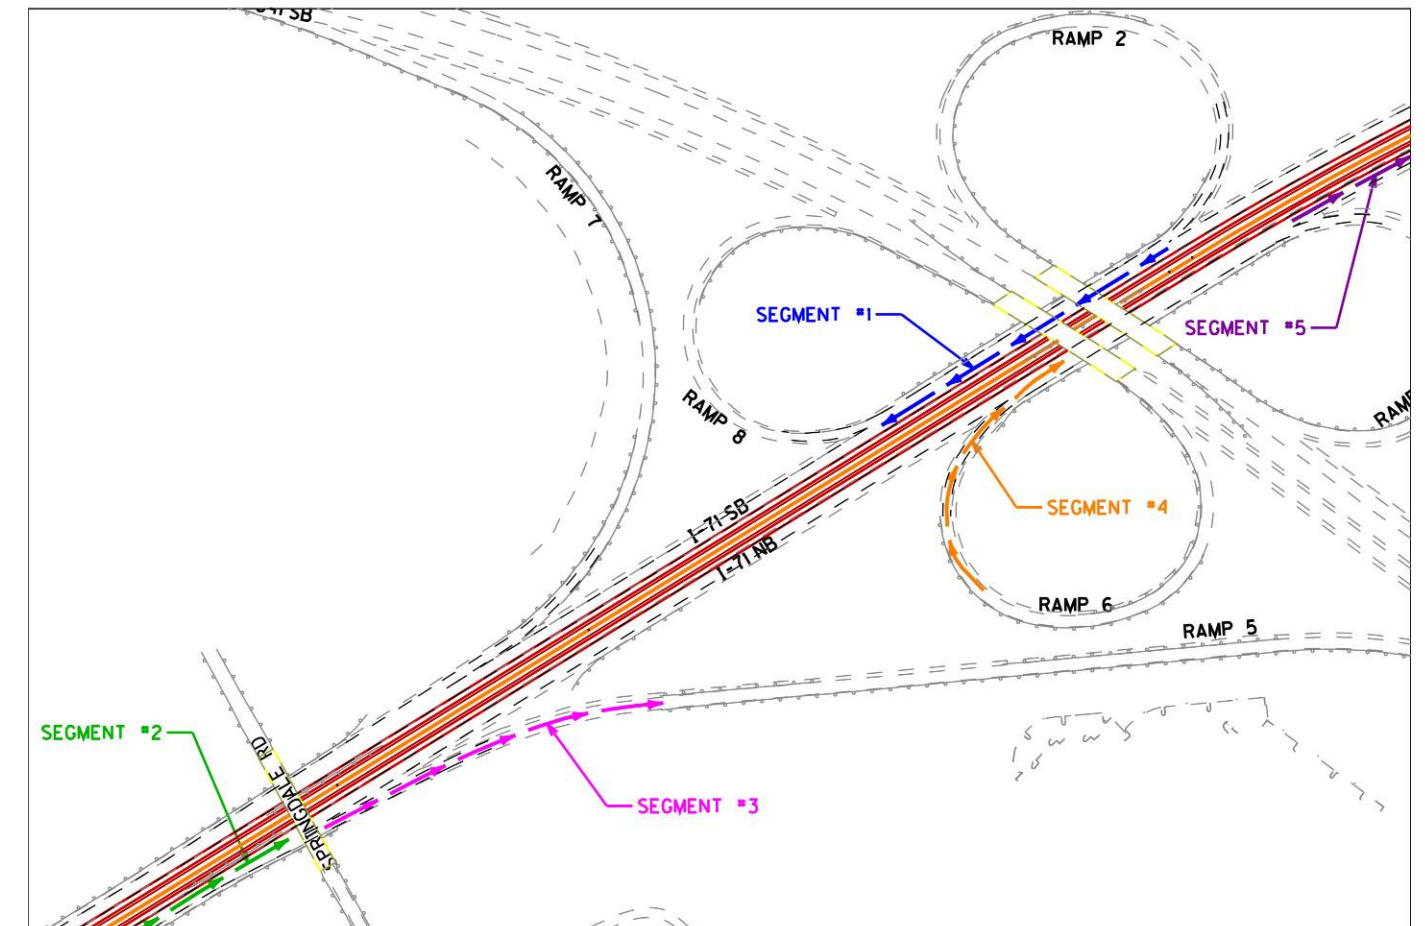 SB
RAMP 2
RAMP 7
SEGMENT #1
SEGMENT #5
RAMP 8
RAMP
SEGMENT #4
I-71 SB
I-71 NB
RAMP 6
RAMP 5
SEGMENT #2
SPRINGDALE RD
SEGMENT #3